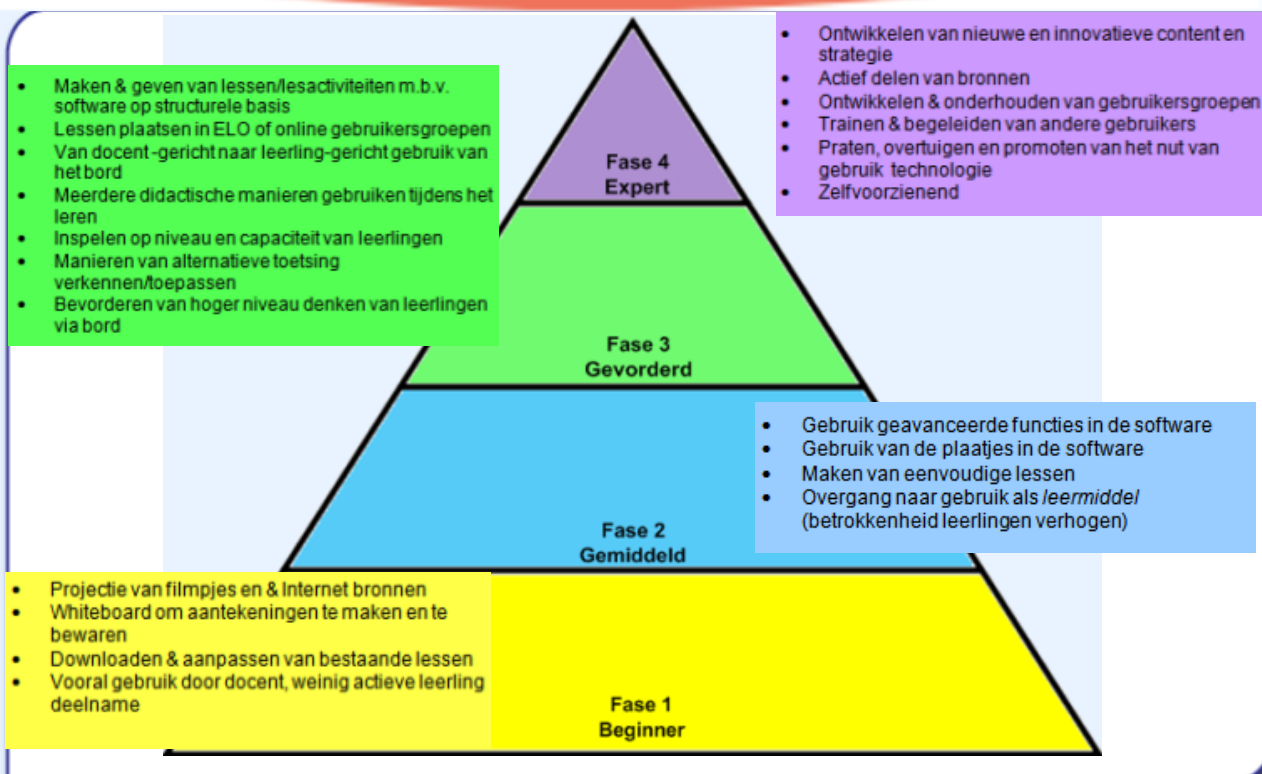 • Ontwikkelen van nieuwe en innovatieve content en
strategie
• Actief delen van bronnen
• Ontwikkelen & onderhouden van gebruikersgroepen
• Trainen & begeleiden van andere gebruikers
• Praten, overtuigen en promoten van het nut van
gebruik technologie
• Zelfvoorzienend
• Maken & geven van lessen/lesactiviteiten m.b.v.
software op structurele basis
• Lessen plaatsen in ELO of online gebruikersgroepen
• Van docent-gericht naar leerling-gericht gebruik van
het bord
• Meerdere didactische manieren gebruiken tijdens het
leren
• Inspelen op niveau en capaciteit van leerlingen
• Manieren van alternatieve toetsing
verkennen/toepassen
• Bevorderen van hoger niveau denken van leerlingen
via bord
Fase 4
Expert
Fase 3
Gevorderd
• Gebruik geavanceerde functies in de software
• Gebruik van de plaatjes in de software
• Maken van eenvoudige lessen
• Overgang naar gebruik als leermiddel
(betrokkenheid leerlingen verhogen)
Fase 2
Gemiddeld
• Projectie van filmpjes en & Internet bronnen
• Whiteboard om aantekeningen te maken en te
bewaren
• Downloaden & aanpassen van bestaande lessen
• Vooral gebruik door docent, weinig actieve leerling
deelname
Fase 1
Beginner